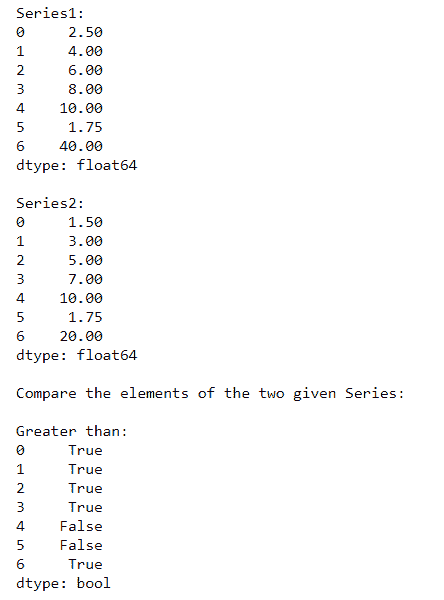 Series1:
0     2.50
1     4.00
2     6.00
3     8.00
4    10.00
5     1.75
6    40.00
dtype: float64

Series2:
0     1.50
1     3.00
2     5.00
3     7.00
4    10.00
5     1.75
6    20.00
dtype: float64

Compare the elements of the two given Series:

Greater than:
0     True
1     True
2     True
3     True
4    False
5    False
6     True
dtype: bool